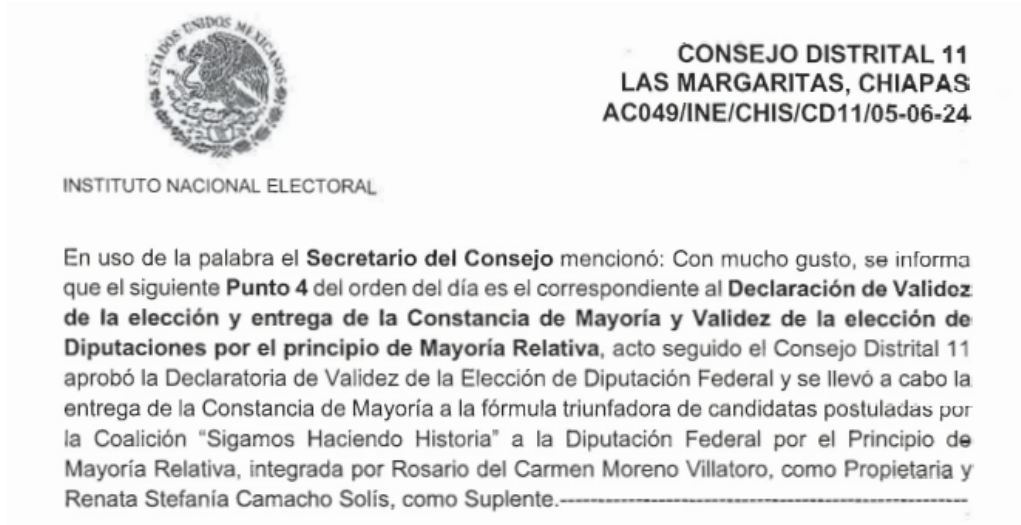 ESTADOS UNIDOS MEXICANOS
CONSEJO DISTRITAL 11
LAS MARGARITAS, CHIAPAS
AC049/INE/CHIS/CD11/05-06-24
INSTITUTO NACIONAL ELECTORAL
En uso de la palabra el Secretario del Consejo mencionó: Con mucho gusto, se informa
que el siguiente Punto 4 del orden del día es el correspondiente al Declaración de Validez
de la elección y entrega de la Constancia de Mayoría y Validez de la elección de
Diputaciones por el principio de Mayoría Relativa, acto seguido el Consejo Distrital 11
aprobó la Declaratoria de Validez de la Elección de Diputación Federal y se llevó a cabo la
entrega de la Constancia de Mayoría a la fórmula triunfadora de candidatas postuladas por
la Coalición “Sigamos Haciendo Historia” a la Diputación Federal por el Principio de
Mayoría Relativa, integrada por Rosario del Carmen Moreno Villatoro, como Propietaria y
Renata Stefanía Camacho Solís, como Suplente.------------------------------------------------------------